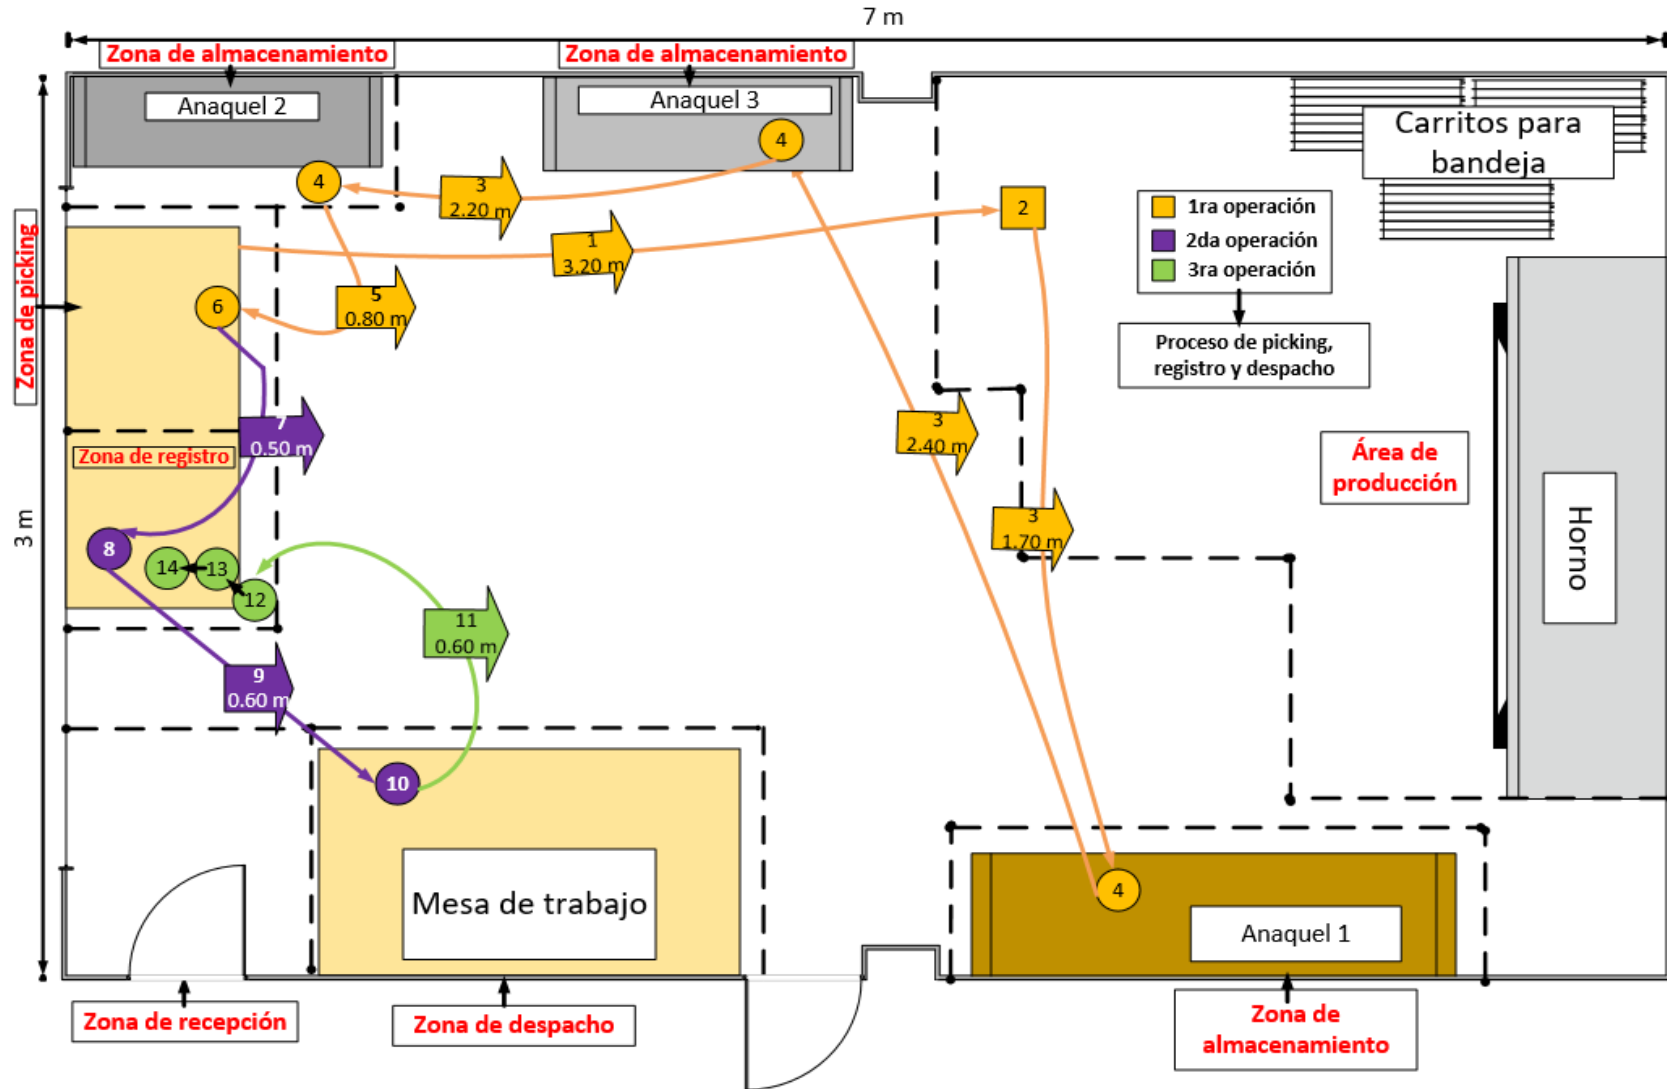 7 m
Zona de almacenamiento
Zona de almacenamiento
Anaquel 2
Anaquel 3
Carritos para
bandeja
4
4
3
2.20 m
2
1
3.20 m
1ra operación
2da operación
3ra operación
Zona de picking
6
5
0.80 m
Proceso de picking,
registro y despacho
7
0.50 m
Zona de registro
3
2.40 m
Área de
producción
3 m
3
1.70 m
Horno
8
14
13
12
11
0.60 m
9
0.60 m
10
Mesa de trabajo
4
Anaquel 1
Zona de recepción
Zona de despacho
Zona de
almacenamiento